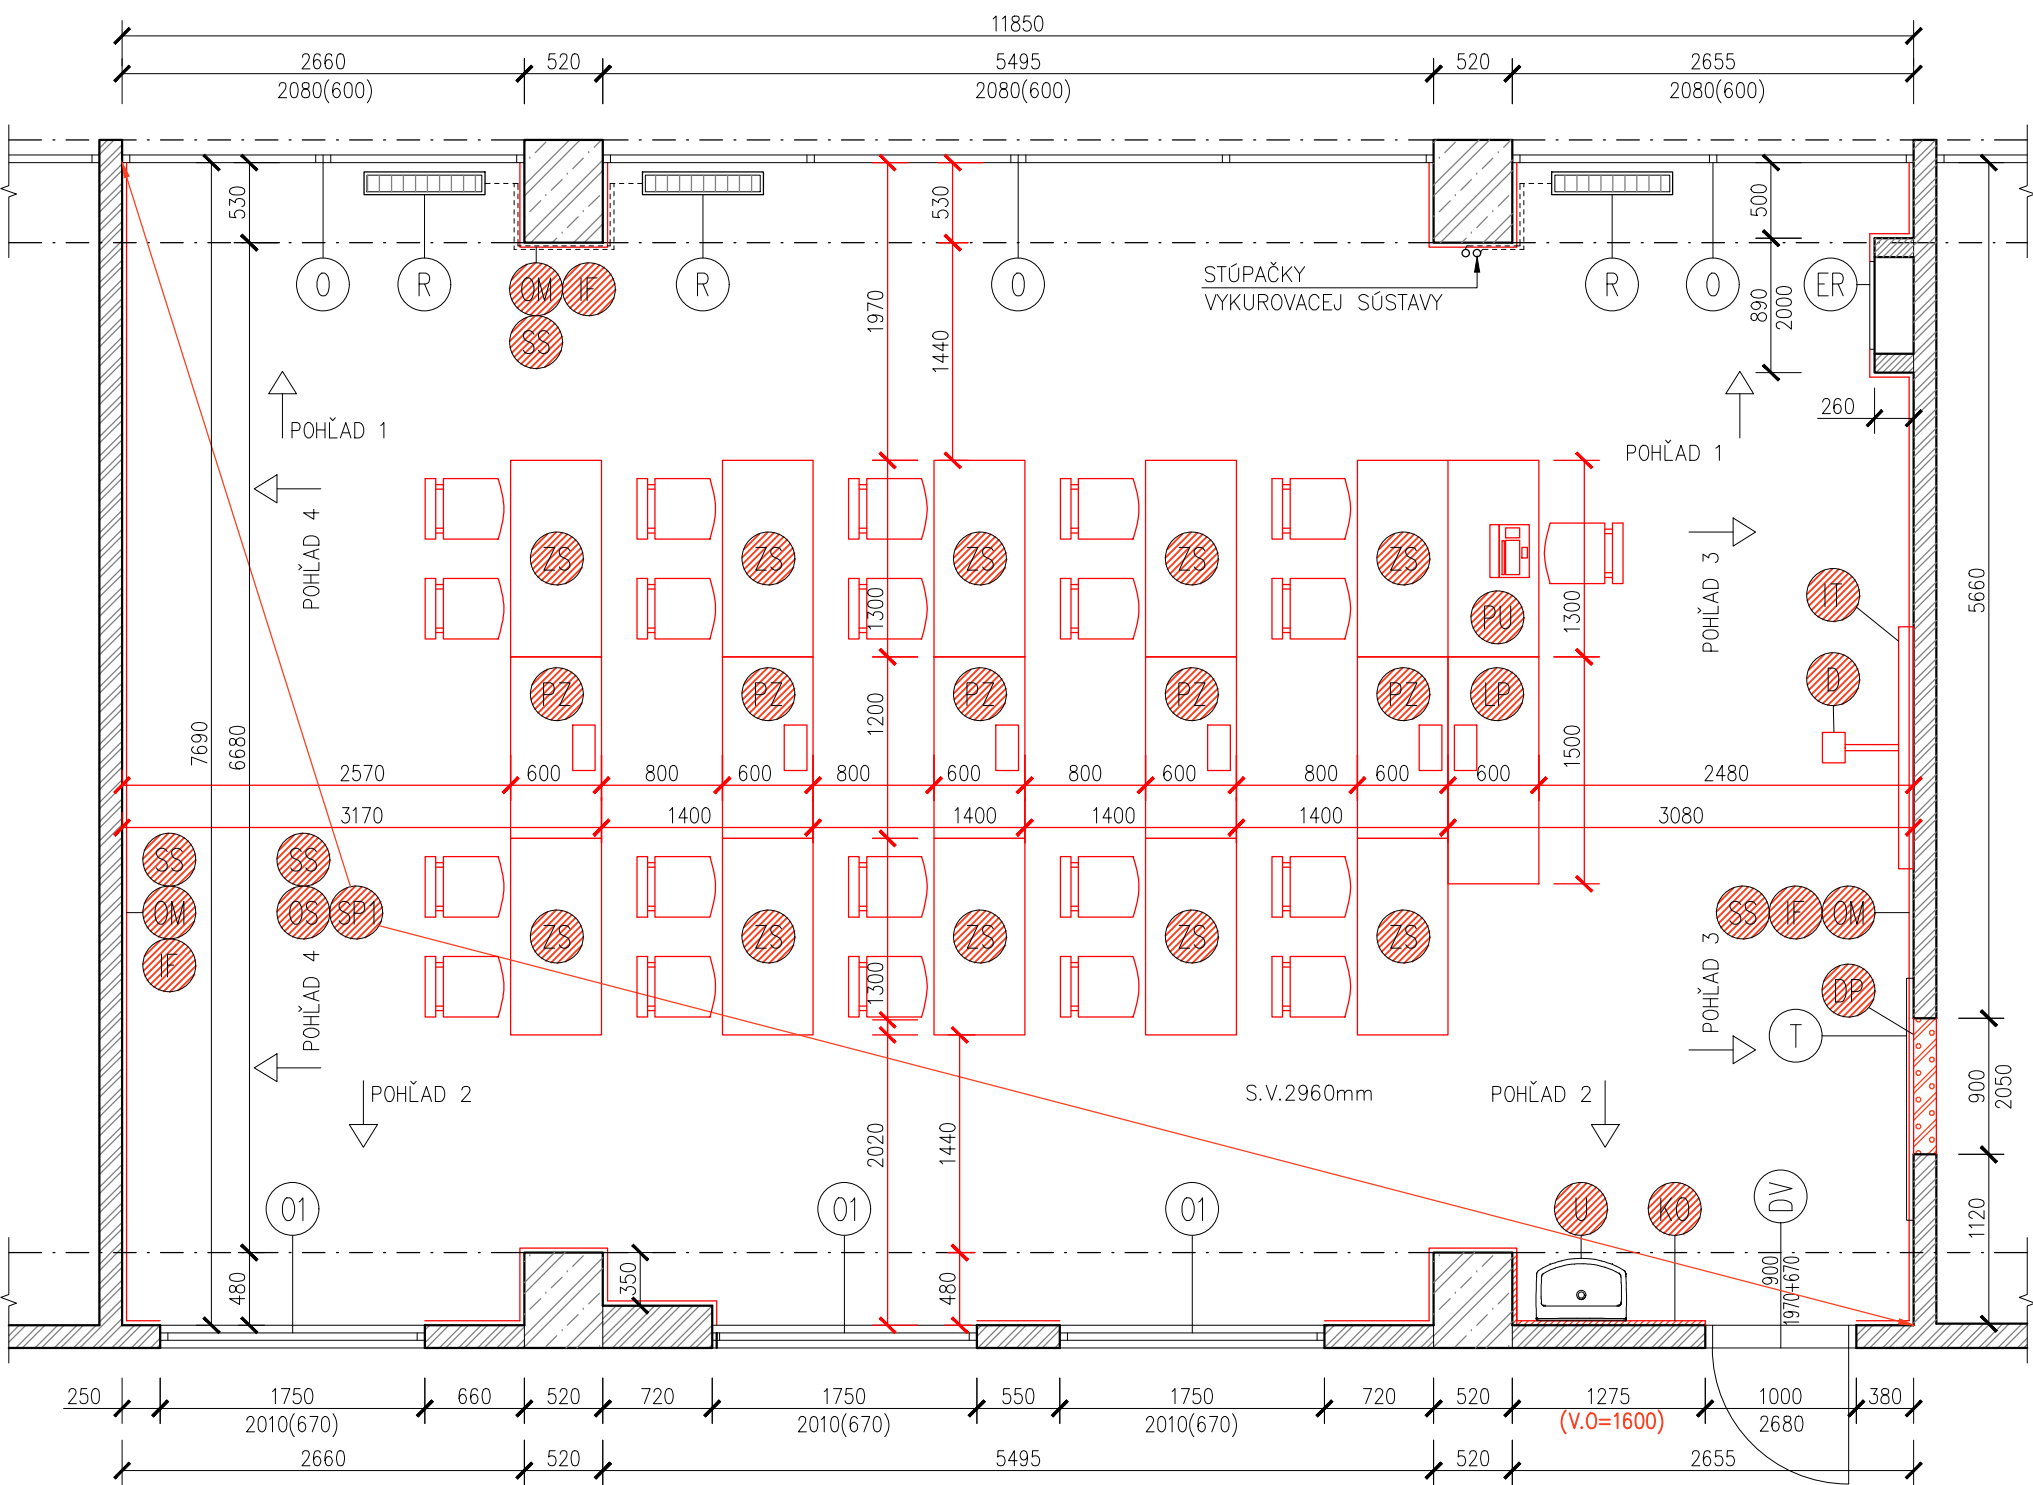 11850
2660 520 5495 520 2655
2080(600) 2080(600) 2080(600)
530 530 500
O R OM IF R O R O ER
SS
STÚPAČKY
VYKUROVACEJ SÚSTAVY
1970 1440 890 2000
260
POHĽAD 1 POHĽAD 1
POHĽAD 4 POHĽAD 3
ZS ZS ZS ZS ZS
PU IT
1300 1300 5660
PZ PZ PZ PZ PZ LP D
7690 6680 1200 1500
2570 600 800 600 800 600 800 600 800 600 600 2480
3170 1400 1400 1400 1400 3080
SS SS
OM OS SP1 SS IF OM
IF
ZS ZS ZS ZS ZS
POHĽAD 4 1300 POHĽAD 3
DP
T
POHĽAD 2 S.V.2960mm POHĽAD 2
2020 1440 900 2050
O1 O1 O1 U KO DV
1120
480 350 480 900
1970+670
250 1750 660 520 720 1750 550 1750 720 520 1275 1000 380
2010(670) 2010(670) 2010(670) (V.O=1600) 2680
2660 520 5495 520 2655